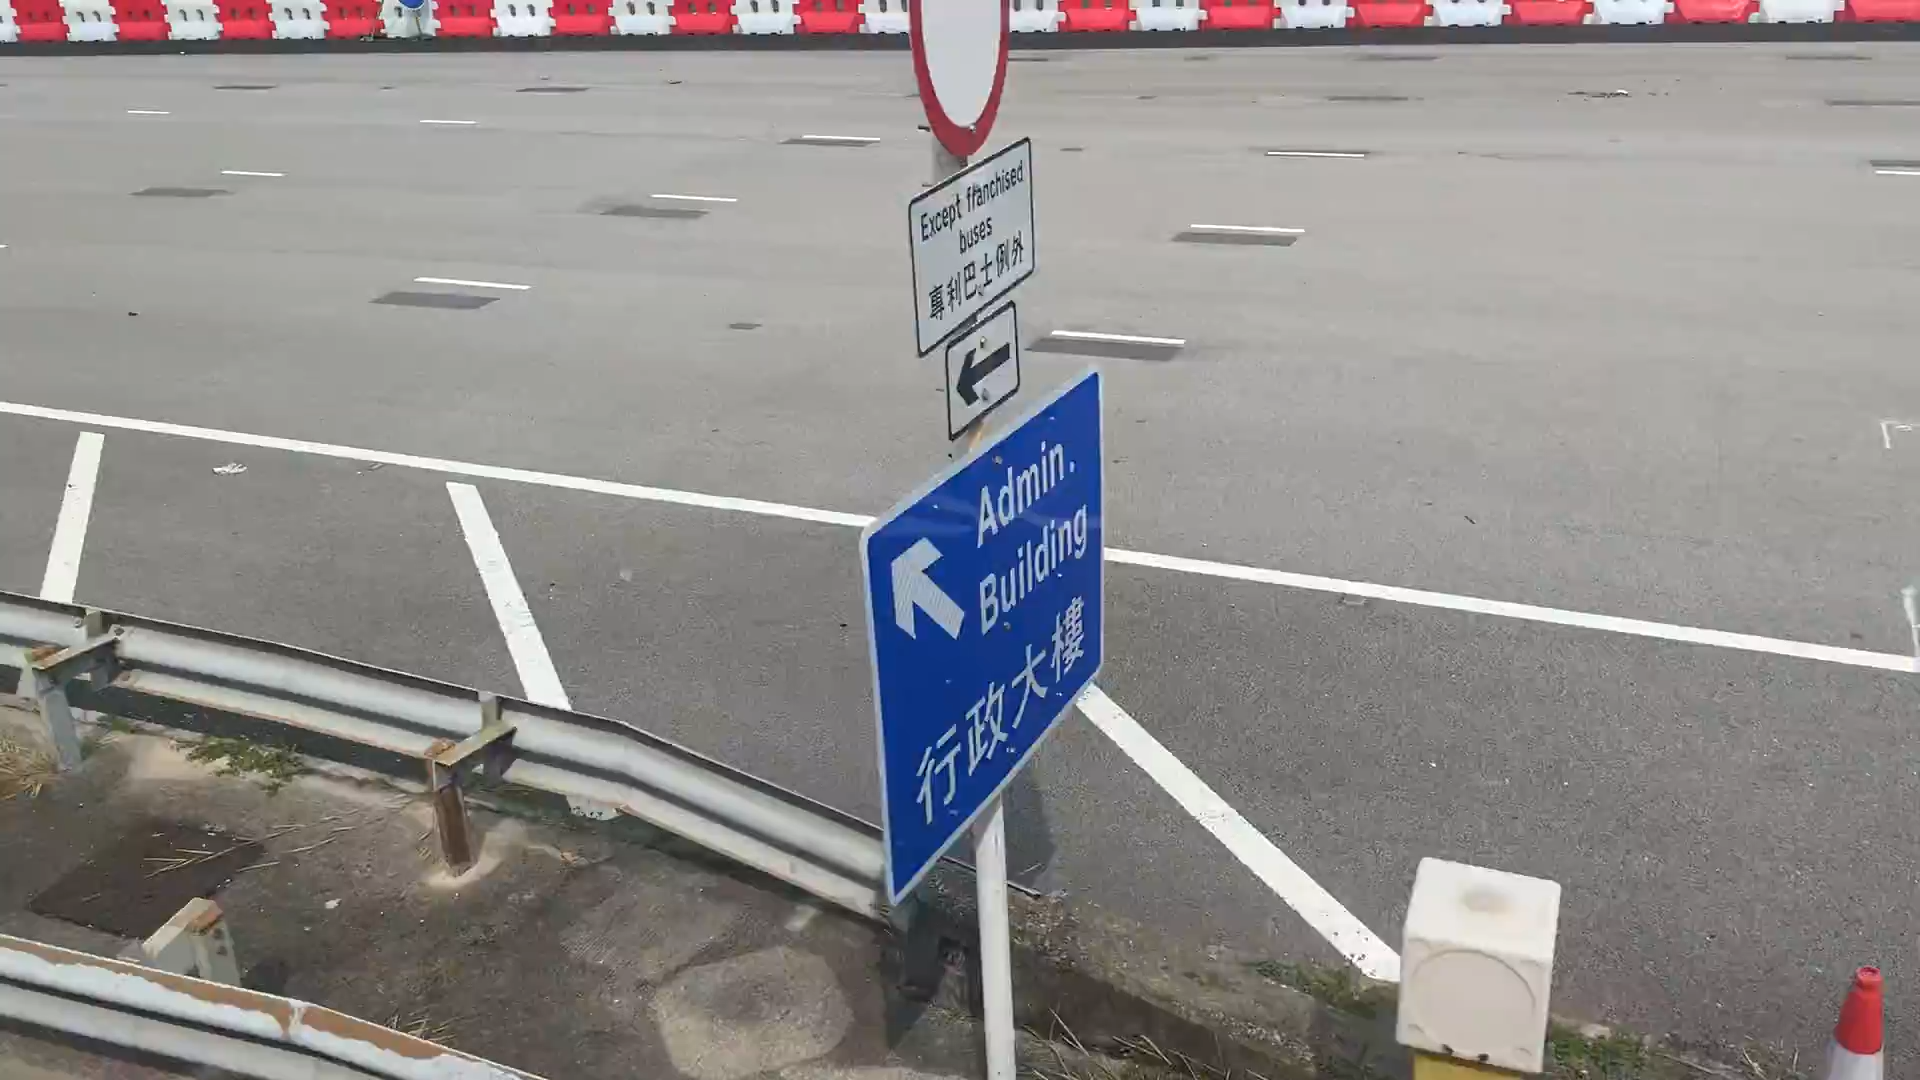 Except franchised
buses
專利巴士例外
Admin.
Building
行政大樓